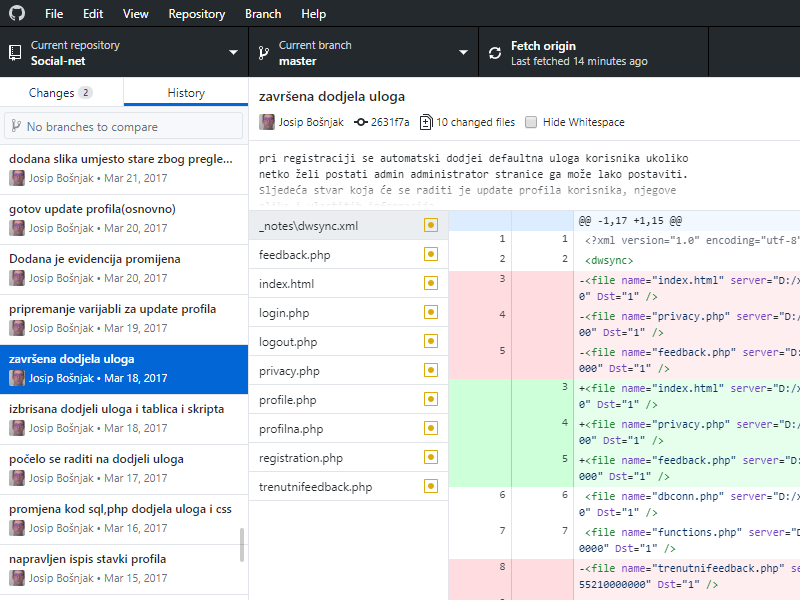 File Edit View Repository Branch Help
Current repository
Social-net
Current branch
master
Fetch origin
Last fetched 14 minutes ago
Changes 2
History
No branches to compare
dodana slika umjesto stare zbog pregle...
Josip Bošnjak • Mar 21, 2017
gotov update profila(osnovno)
Josip Bošnjak • Mar 20, 2017
Dodana je evidencija promijena
Josip Bošnjak • Mar 20, 2017
pripremanje varijabli za update profila
Josip Bošnjak • Mar 19, 2017
završena dodjela uloga
Josip Bošnjak • Mar 18, 2017
izbrisana dodjeli uloga i tablica i skripta
Josip Bošnjak • Mar 18, 2017
počelo se raditi na dodjeli uloga
Josip Bošnjak • Mar 17, 2017
promjena kod sql,php dodjela uloga i css
Josip Bošnjak • Mar 16, 2017
napravljen ispis stavki profila
Josip Bošnjak • Mar 15, 2017
završena dodjela uloga
Josip Bošnjak 2631f7a 10 changed files Hide Whitespace
pri registraciji se automatski dodjei defaultna uloga korisnika ukoliko
netko želi postati admin administrator stranice ga može lako postaviti.
Sljedeća stvar koja će se raditi je update profila korisnika, njegove
_notes\dwsync.xml
feedback.php
index.html
login.php
logout.php
privacy.php
profile.php
profilna.php
registration.php
trenutnifeedback.php
@@ -1,17 +1,15 @@
1 1 <?xml version="1.0" encoding="utf-8"
2 2 <dwsync>
3 -<file name="index.html" server="D:/x
0" Dst="1" />
4 -<file name="privacy.php" server="D:/
00" Dst="1" />
5 -<file name="feedback.php" server="D:
000" Dst="1" />
3 +<file name="index.html" server="D:/x
0" Dst="1" />
4 +<file name="privacy.php" server="D:/
00" Dst="1" />
5 +<file name="feedback.php" server="D:
000" Dst="1" />
6 6 <file name="dbconn.php" server="D:/x
0" Dst="1" />
7 7 <file name="functions.php" server="D
0000" Dst="1" />
8 -<file name="trenutnifeedback.php" se
55210000000" Dst="1" />